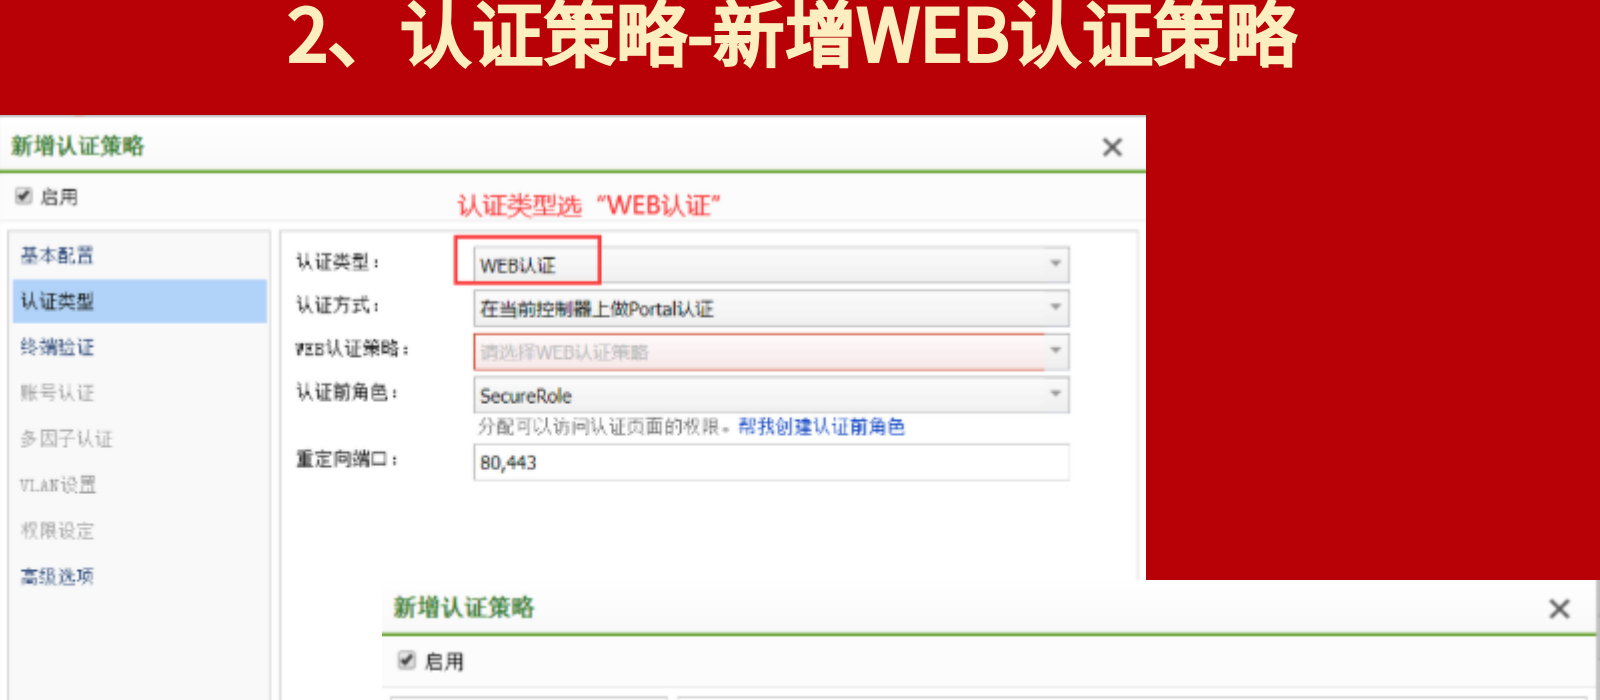 2、认证策略-新增WEB认证策略
新增认证策略
启用
认证类型选“WEB认证”
基本配置
认证类型
终端验证
账号认证
多因子认证
VLAN设置
权限设定
高级选项
认证类型：
WEB认证
认证方式：
在当前控制器上做Portal认证
WEB认证策略：
请选择WEB认证策略
认证前角色：
SecureRole
分配可以访问认证页面的权限。帮我创建认证前角色
重定向端口：
80,443
新增认证策略
启用